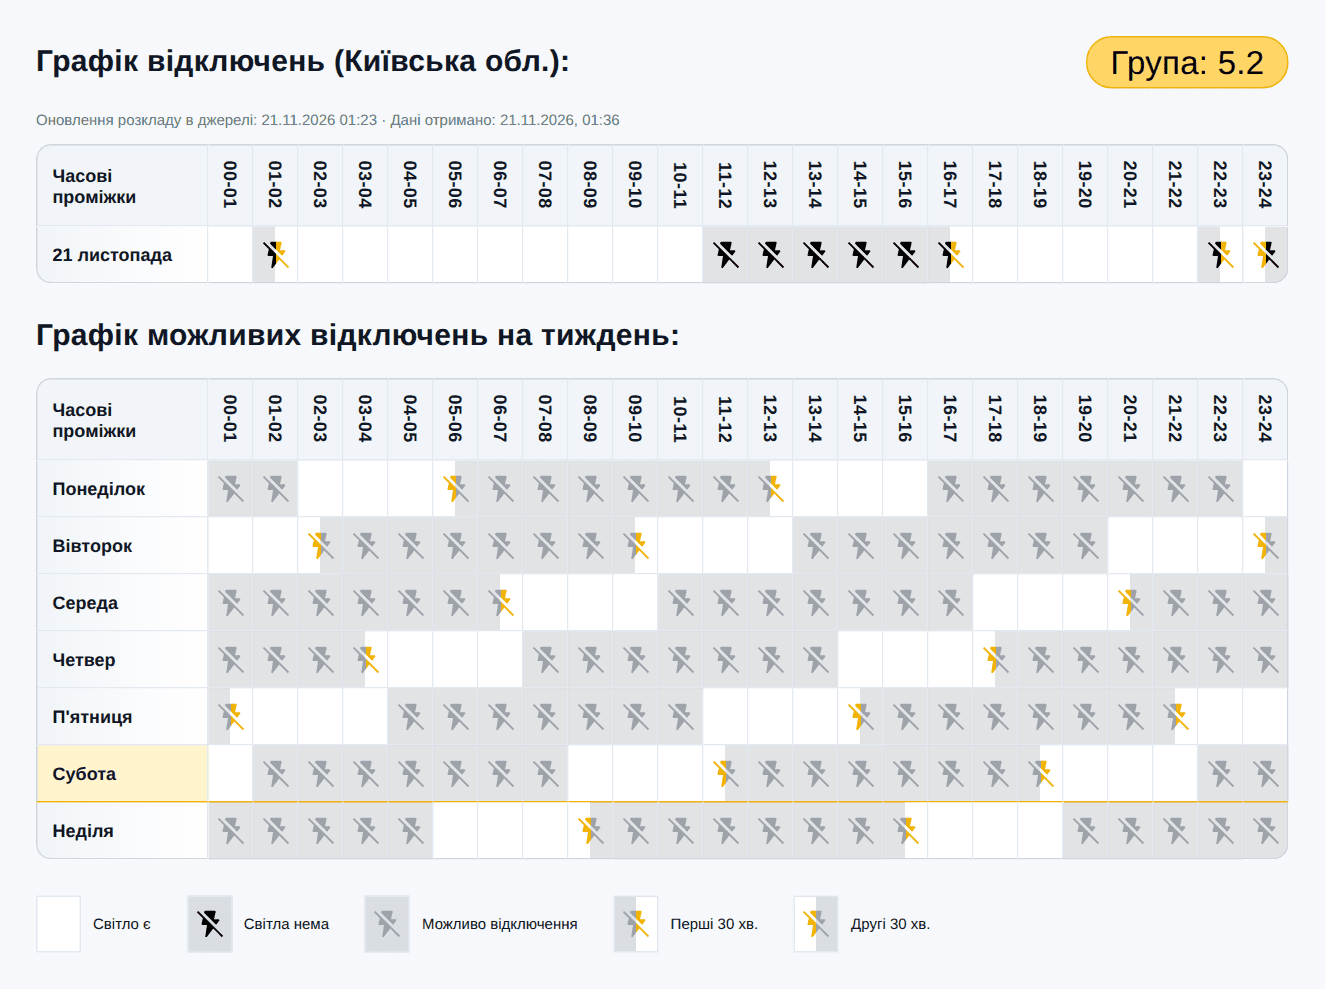 Графік відключень (Київська обл.):
Група: 5.2
Оновлення розкладу в джерелі: 21.11.2026 01:23 · Дані отримано: 21.11.2026, 01:36
Часові проміжки 00-01 01-02 02-03 03-04 04-05 05-06 06-07 07-08 08-09 09-10 10-11 11-12 12-13 13-14 14-15 15-16 16-17 17-18 18-19 19-20 20-21 21-22 22-23 23-24
21 листопада
Графік можливих відключень на тиждень:
Часові проміжки 00-01 01-02 02-03 03-04 04-05 05-06 06-07 07-08 08-09 09-10 10-11 11-12 12-13 13-14 14-15 15-16 16-17 17-18 18-19 19-20 20-21 21-22 22-23 23-24
Понеділок
Вівторок
Середа
Четвер
П'ятниця
Субота
Неділя
Світло є Світла нема Можливо відключення Перші 30 хв. Другі 30 хв.